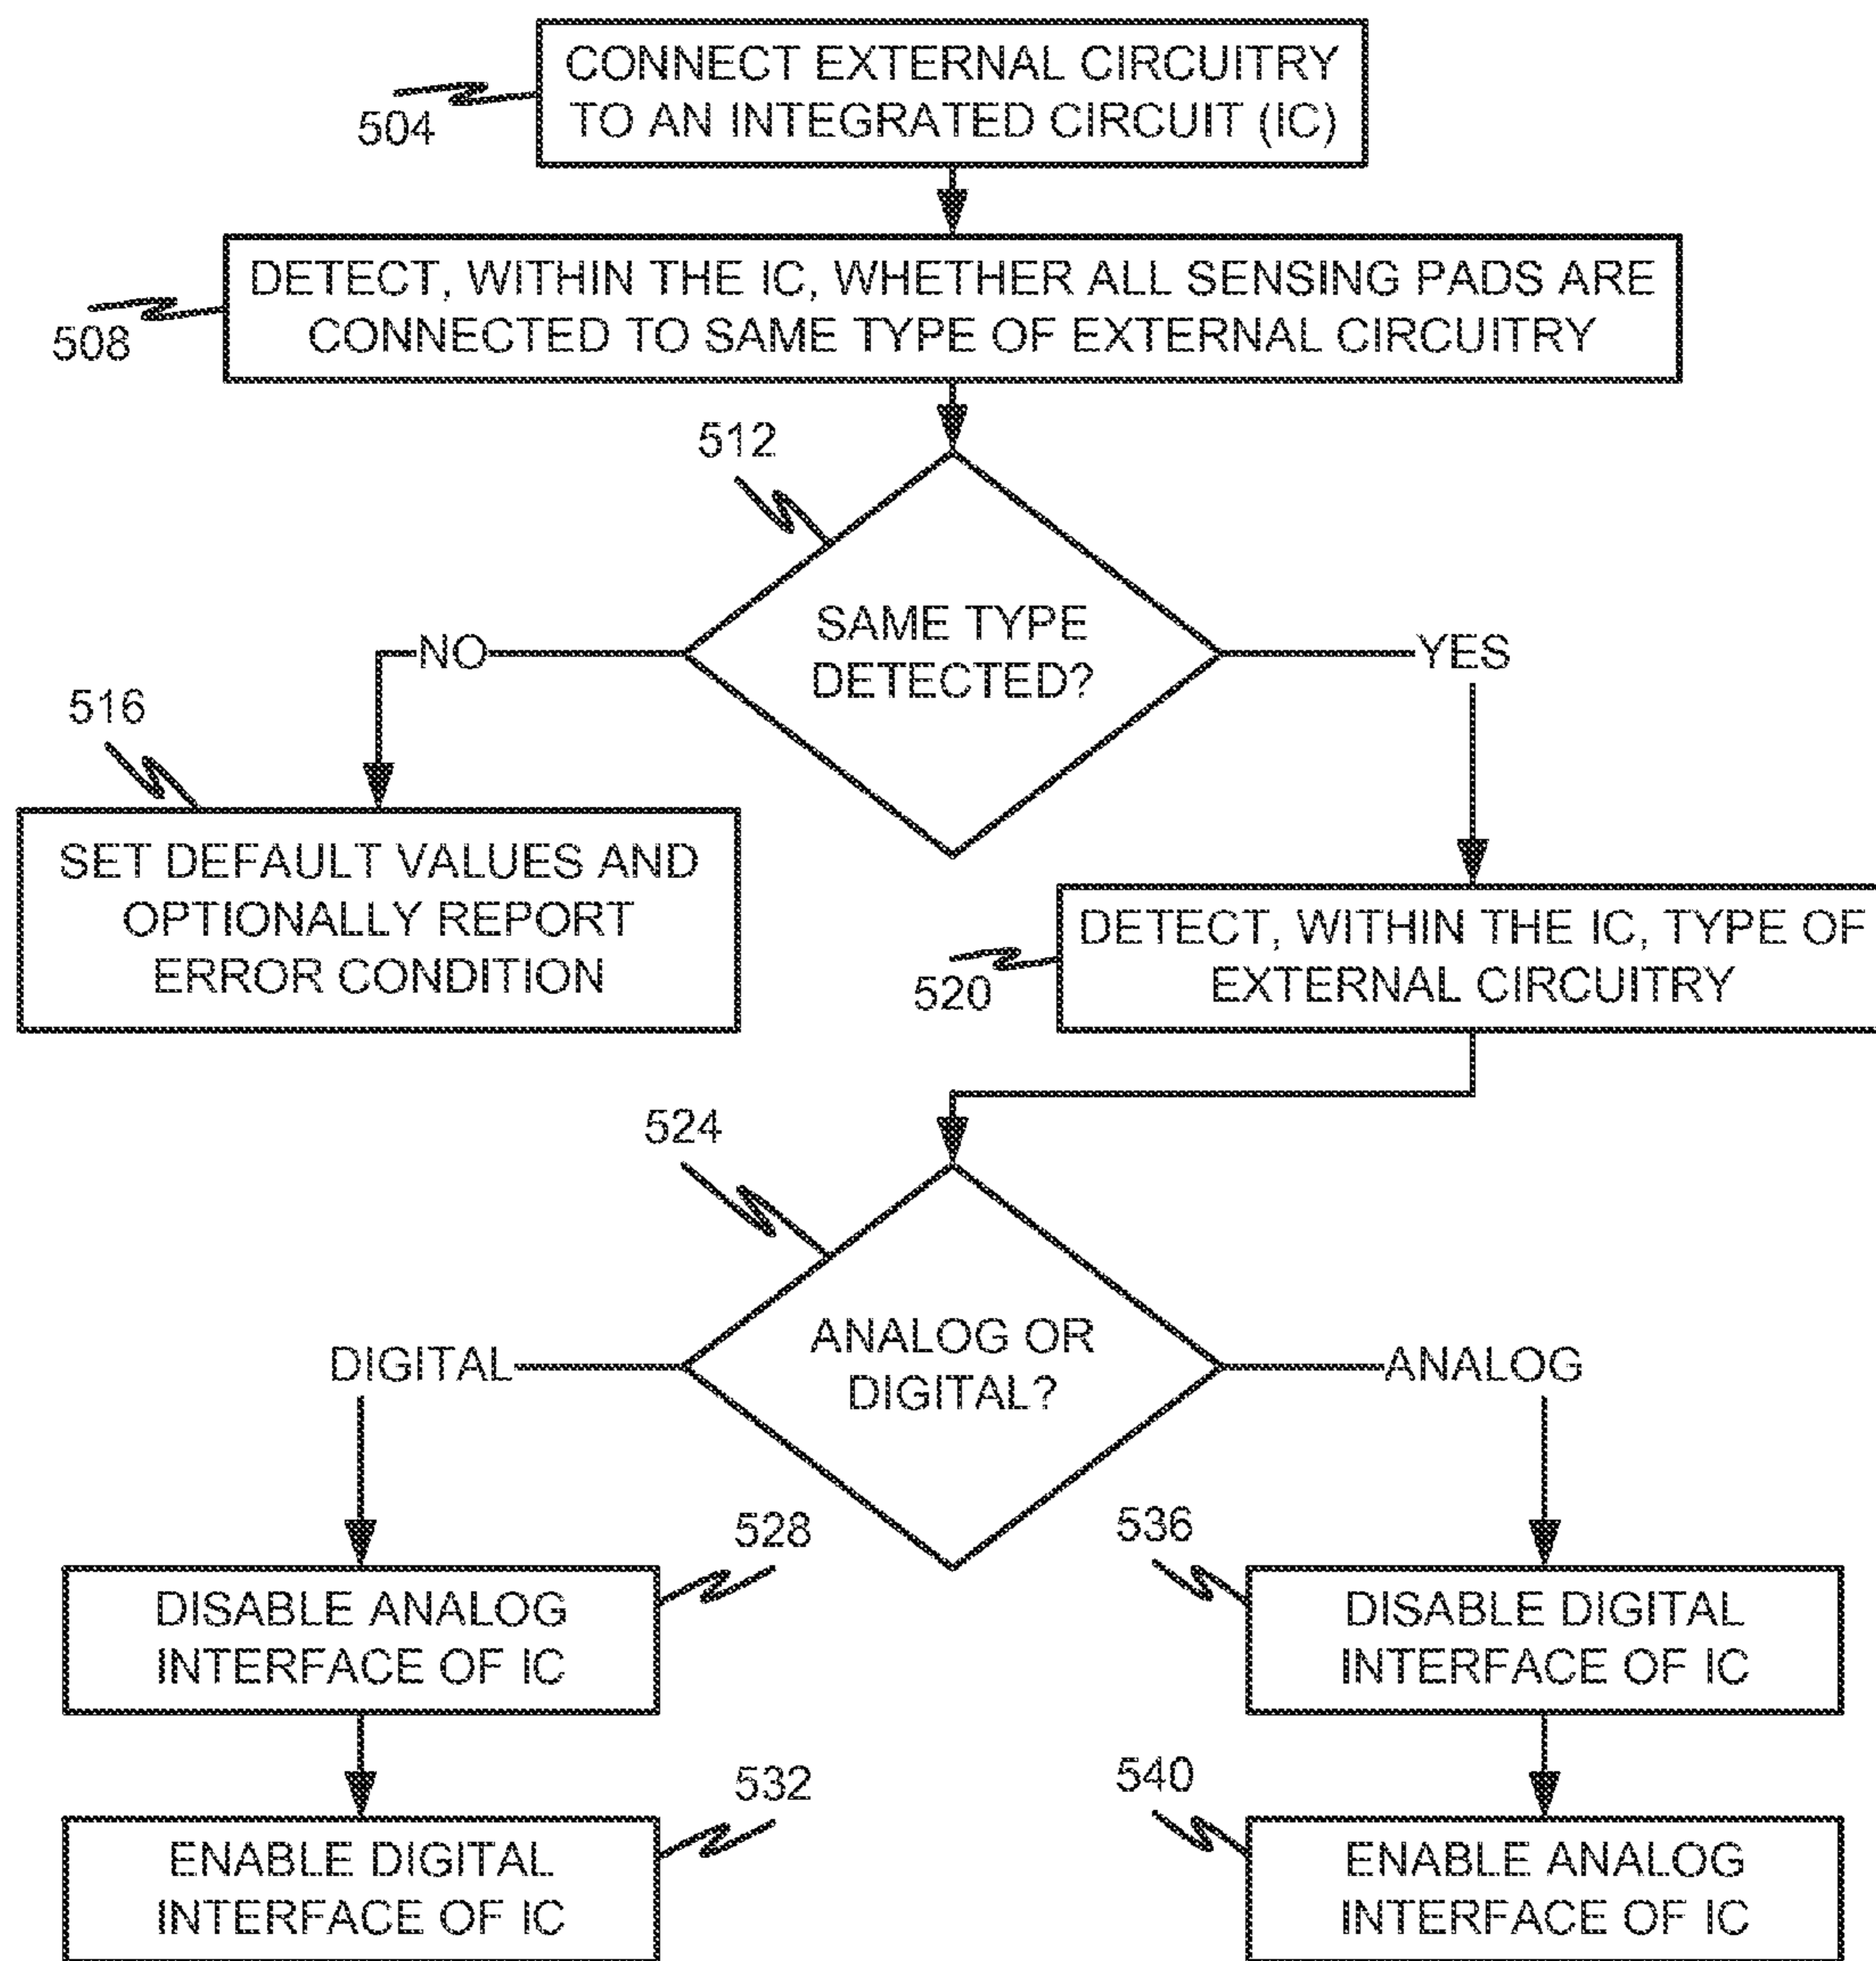 CONNECT EXTERNAL CIRCUITRY
TO AN INTEGRATED CIRCUIT (IC)
504
DETECT, WITHIN THE IC, WHETHER ALL SENSING PADS ARE
CONNECTED TO SAME TYPE OF EXTERNAL CIRCUITRY
508
512
SAME TYPE
DETECTED?
NO
YES
516
SET DEFAULT VALUES AND
OPTIONALLY REPORT
ERROR CONDITION
DETECT, WITHIN THE IC, TYPE OF
EXTERNAL CIRCUITRY
520
524
ANALOG OR
DIGITAL?
DIGITAL
ANALOG
528
536
DISABLE ANALOG
INTERFACE OF IC
DISABLE DIGITAL
INTERFACE OF IC
532
540
ENABLE DIGITAL
INTERFACE OF IC
ENABLE ANALOG
INTERFACE OF IC